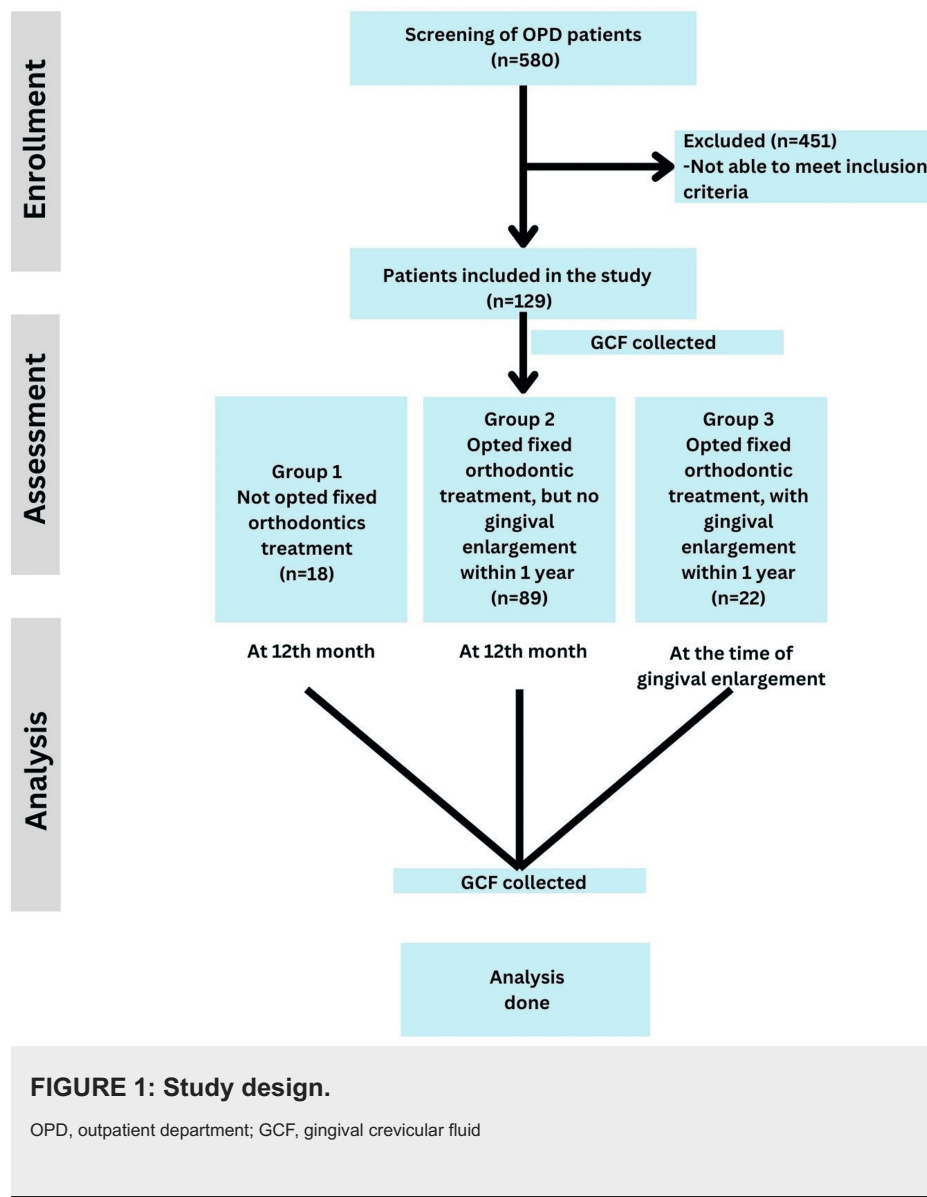 Enrollment
Screening of OPD patients
(n=580)
Excluded (n=451)
-Not able to meet inclusion
criteria
Patients included in the study
(n=129)
Assessment
GCF collected
Group 1
Not opted fixed
orthodontics
treatment
(n=18)
Group 2
Opted fixed
orthodontic
treatment, but no
gingival
enlargement
within 1 year
(n=89)
Group 3
Opted fixed
orthodontic
treatment, with
gingival
enlargement
within 1 year
(n=22)
Analysis
At 12th month
At 12th month
At the time of
gingival enlargement
GCF collected
Analysis
done
FIGURE 1: Study design.
OPD, outpatient department; GCF, gingival crevicular fluid